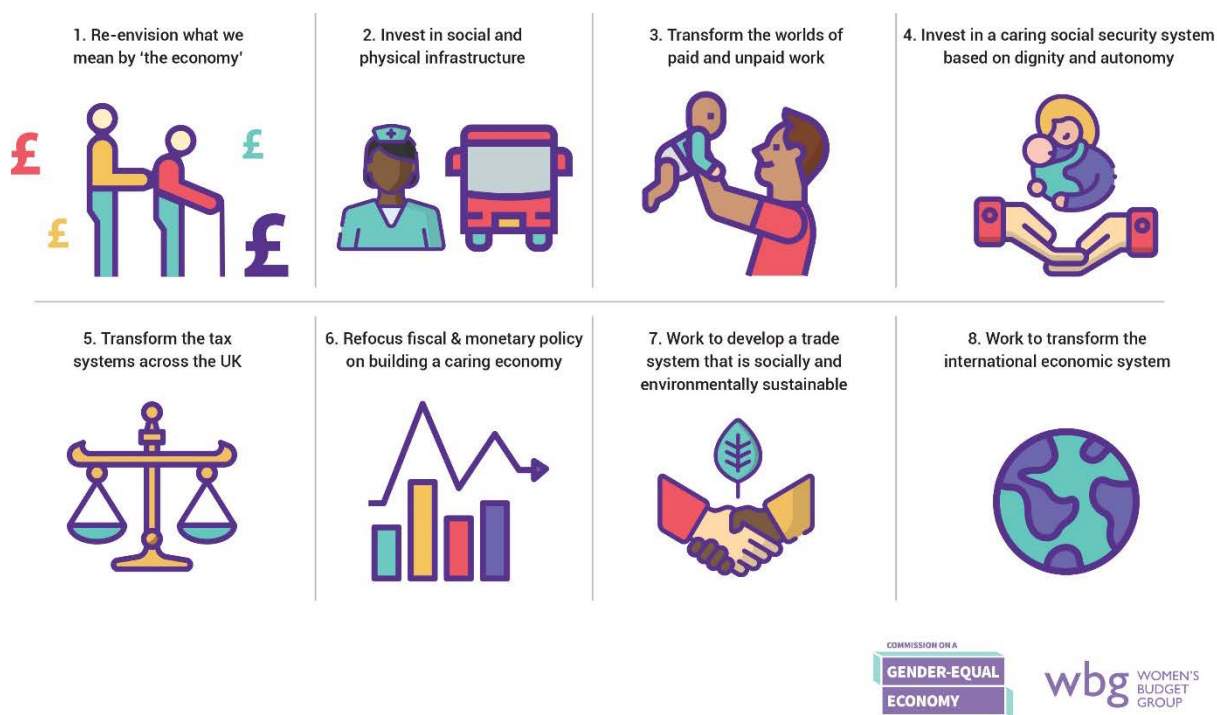 1. Re-envision what we
mean by ‘the economy’
2. Invest in social and
physical infrastructure
3. Transform the worlds of
paid and unpaid work
4. Invest in a caring social security system
based on dignity and autonomy
£
£
£
£
5. Transform the tax
systems across the UK
6. Refocus fiscal & monetary policy
on building a caring economy
7. Work to develop a trade
system that is socially and
environmentally sustainable
8. Work to transform the
international economic system
COMMISSION ON A
GENDER-EQUAL
ECONOMY
wbg
WOMEN'S
BUDGET
GROUP